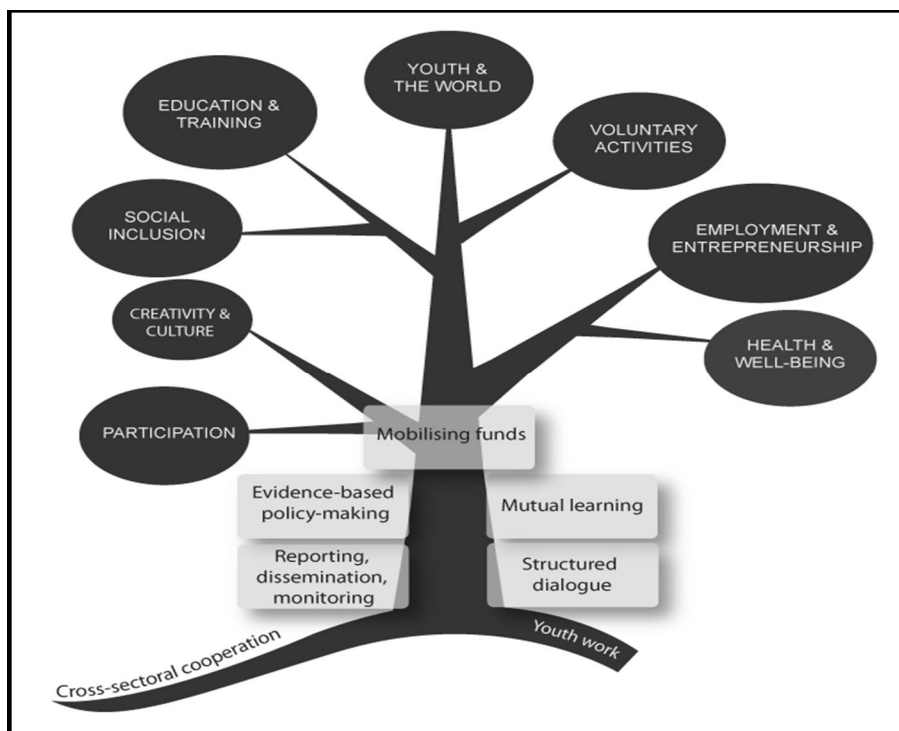 YOUTH &
THE WORLD
EDUCATION &
TRAINING
VOLUNTARY
ACTIVITIES
SOCIAL
INCLUSION
EMPLOYMENT &
ENTREPRENEURSHIP
CREATIVITY &
CULTURE
HEALTH &
WELL-BEING
PARTICIPATION
Mobilising funds
Evidence-based
policy-making
Mutual learning
Reporting,
dissemination,
monitoring
Structured
dialogue
Cross-sectoral cooperation
Youth work